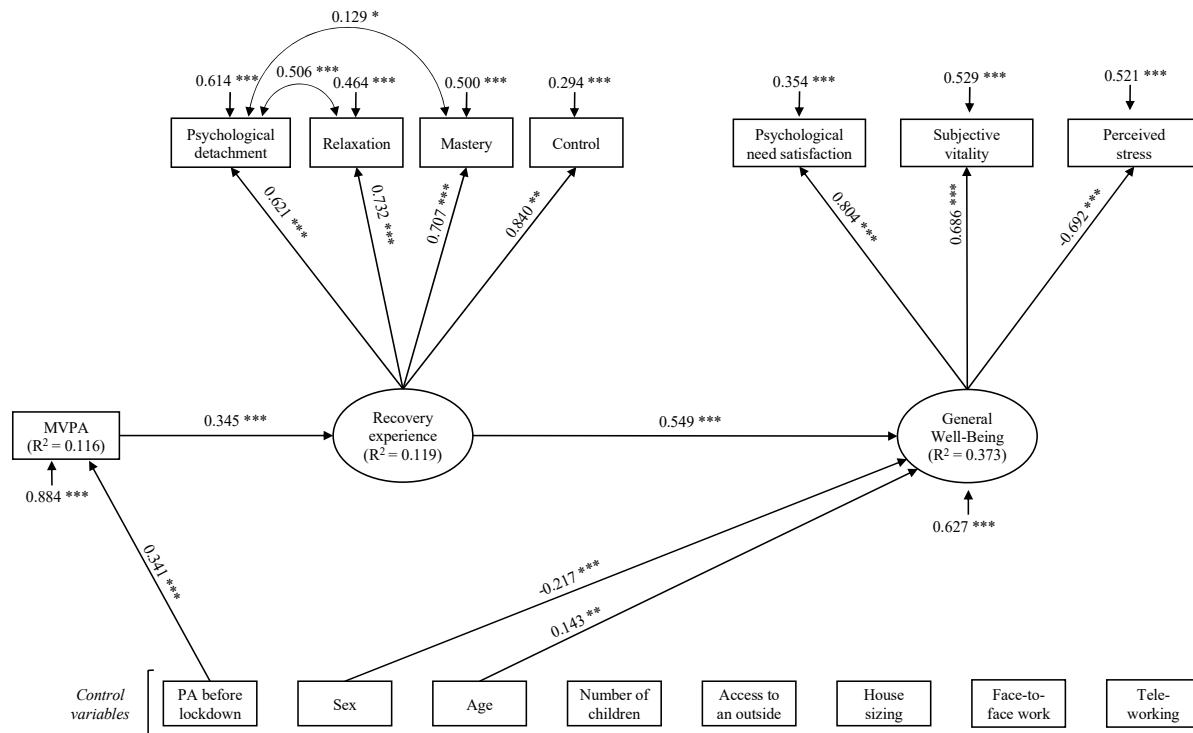 0.129 *
0.506 ***
0.614 ***
0.464 ***
0.500 ***
0.294 ***
0.354 ***
0.529 ***
0.521 ***
Psychological
detachment
Relaxation
Mastery
Control
Psychological
need satisfaction
Subjective
vitality
Perceived
stress
0.621 ***
0.732 ***
0.707 ***
0.840 **
0.804 ***
0.686 ***
-0.692 ***
MVPA
(R² = 0.116)
0.345 ***
Recovery
experience
(R² = 0.119)
0.549 ***
General
Well-Being
(R² = 0.373)
0.884 ***
0.627 ***
0.341 ***
-0.217 ***
0.143 **
Control
variables
PA before
lockdown
Sex
Age
Number of
children
Access to
an outside
House
sizing
Face-to-
face work
Tele-
working